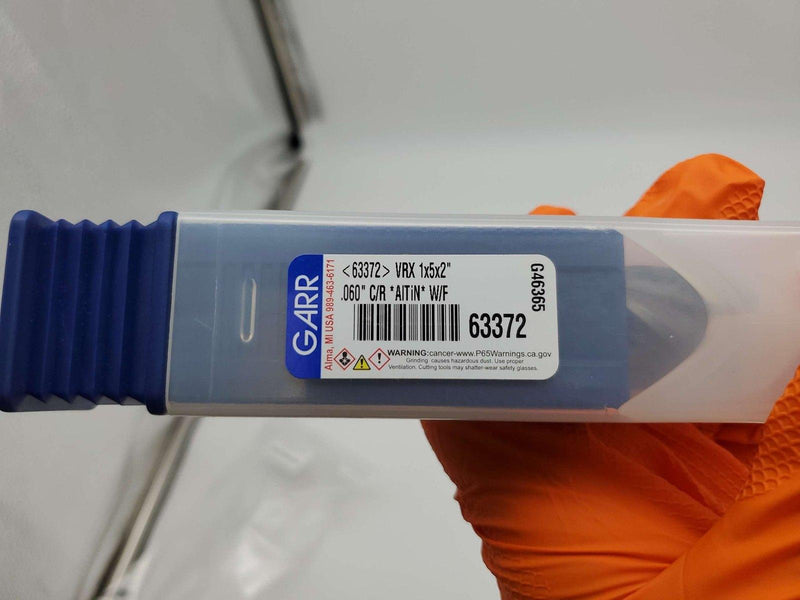 GARR
Alma, MI USA 989-463-6171
<63372> VRX 1x5x2"
.060" C/R *AlTiN* W/F
63372
WARNING:cancer-www.P65Warnings.ca.gov
Grinding causes hazardous dust. Use proper
Ventilation. Cutting tools may shatter-wear safety glasses.
G46365